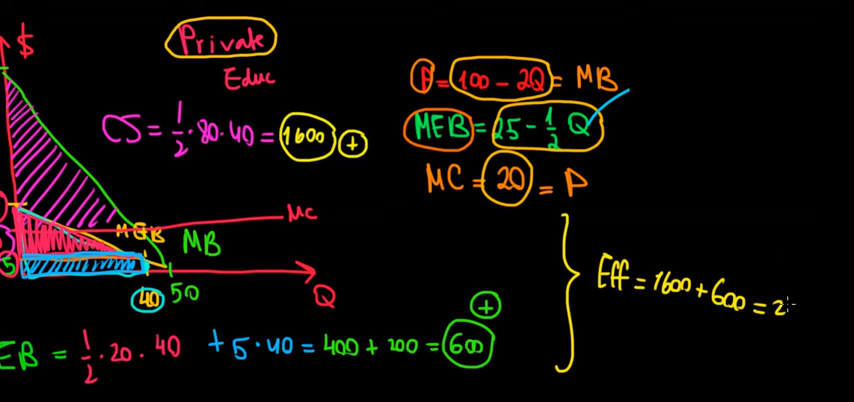 $
Private
Educ
P = 100 - 2Q = MB
CS = 1/2 · 80 · 40 = 1600 +
MEB = 25 - 1/2 Q
MC = 20 = P
MC
MEB
MB
5
40
50
Q
Eff = 1600 + 600 = 2
+
EB = 1/2 · 20 · 40 + 5 · 40 = 400 + 200 = 600